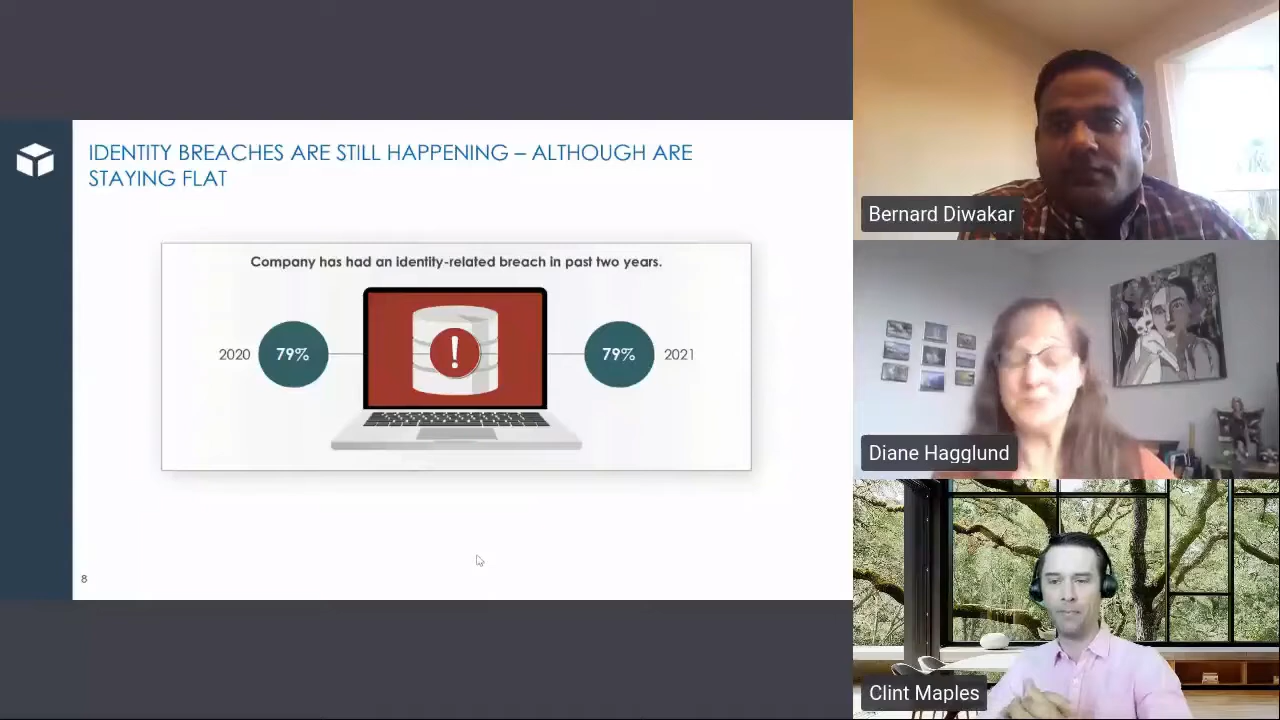 IDENTITY BREACHES ARE STILL HAPPENING – ALTHOUGH ARE
STAYING FLAT
Company has had an identity-related breach in past two years.
2020
79%
!
79%
2021
8
Bernard Diwakar
Diane Hagglund
Clint Maples